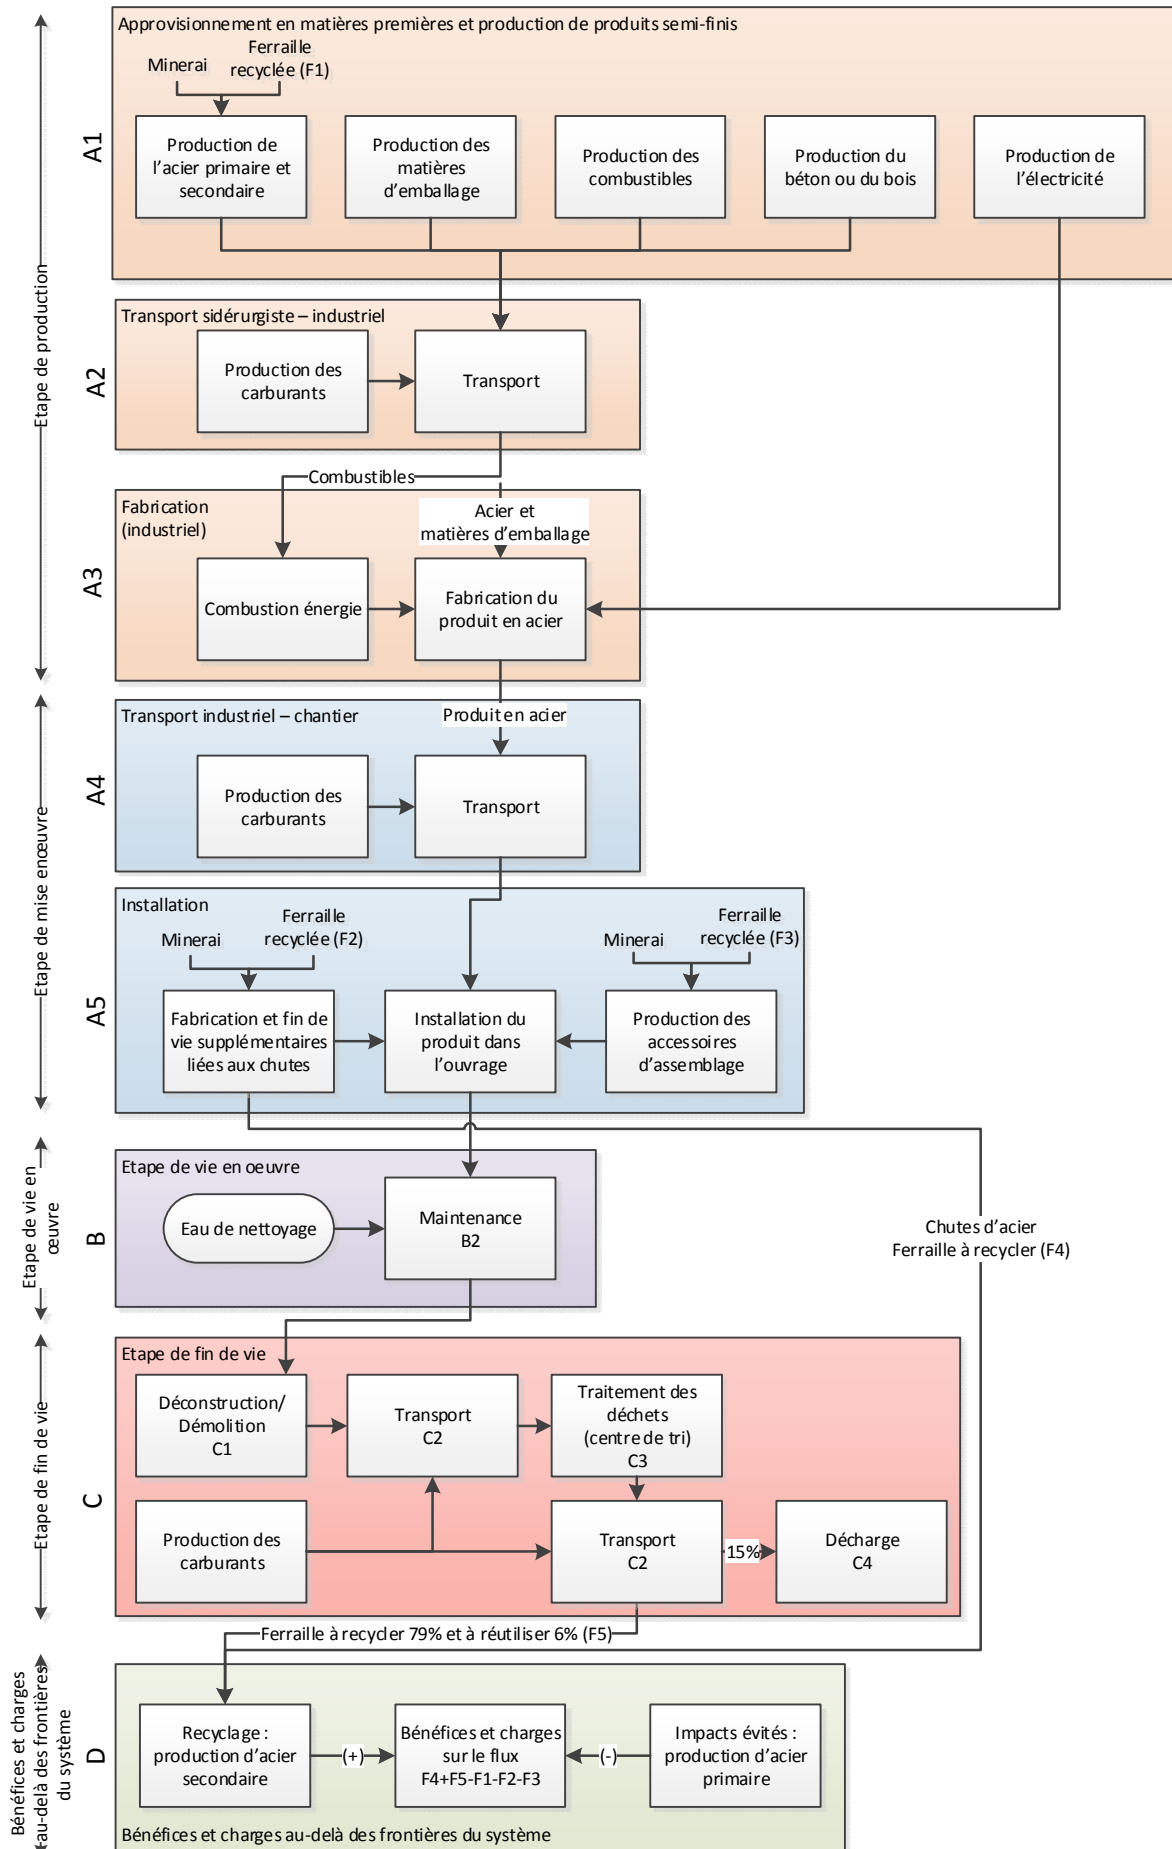 Approvisionnement en matières premières et production de produits semi-finis
Minerai
Ferraille
recyclée (F1)
A1
Production de
l'acier primaire et
secondaire
Production des
matières
d'emballage
Production des
combustibles
Production du
béton ou du bois
Production de
l'électricité
Etape de production
Transport sidérurgiste – industriel
A2
Production des
carburants
Transport
Combustibles
Fabrication
(industriel)
Acier et
matières d'emballage
A3
Combustion énergie
Fabrication du
produit en acier
Transport industriel – chantier
Produit en acier
A4
Production des
carburants
Transport
Etape de mise enœuvre
Installation
Minerai
Ferraille
recyclée (F2)
Minerai
Ferraille
recyclée (F3)
A5
Fabrication et fin de
vie supplémentaires
liées aux chutes
Installation du
produit dans
l'ouvrage
Production des
accessoires
d'assemblage
Etape de vie en
œuvre
B
Etape de vie en oeuvre
Eau de nettoyage
Maintenance
B2
Chutes d'acier
Ferraille à recycler (F4)
Etape de fin de vie
C
Etape de fin de vie
Déconstruction/
Démolition
C1
Transport
C2
Traitement des
déchets
(centre de tri)
C3
Production des
carburants
Transport
C2
15%
Décharge
C4
Ferraille à recycler 79% et à réutiliser 6% (F5)
Bénéfices et charges
au-delà des frontières
du système
D
Recyclage :
production d'acier
secondaire
(+)
Bénéfices et charges
sur le flux
F4+F5-F1-F2-F3
(-)
Impacts évités :
production d'acier
primaire
Bénéfices et charges au-delà des frontières du système